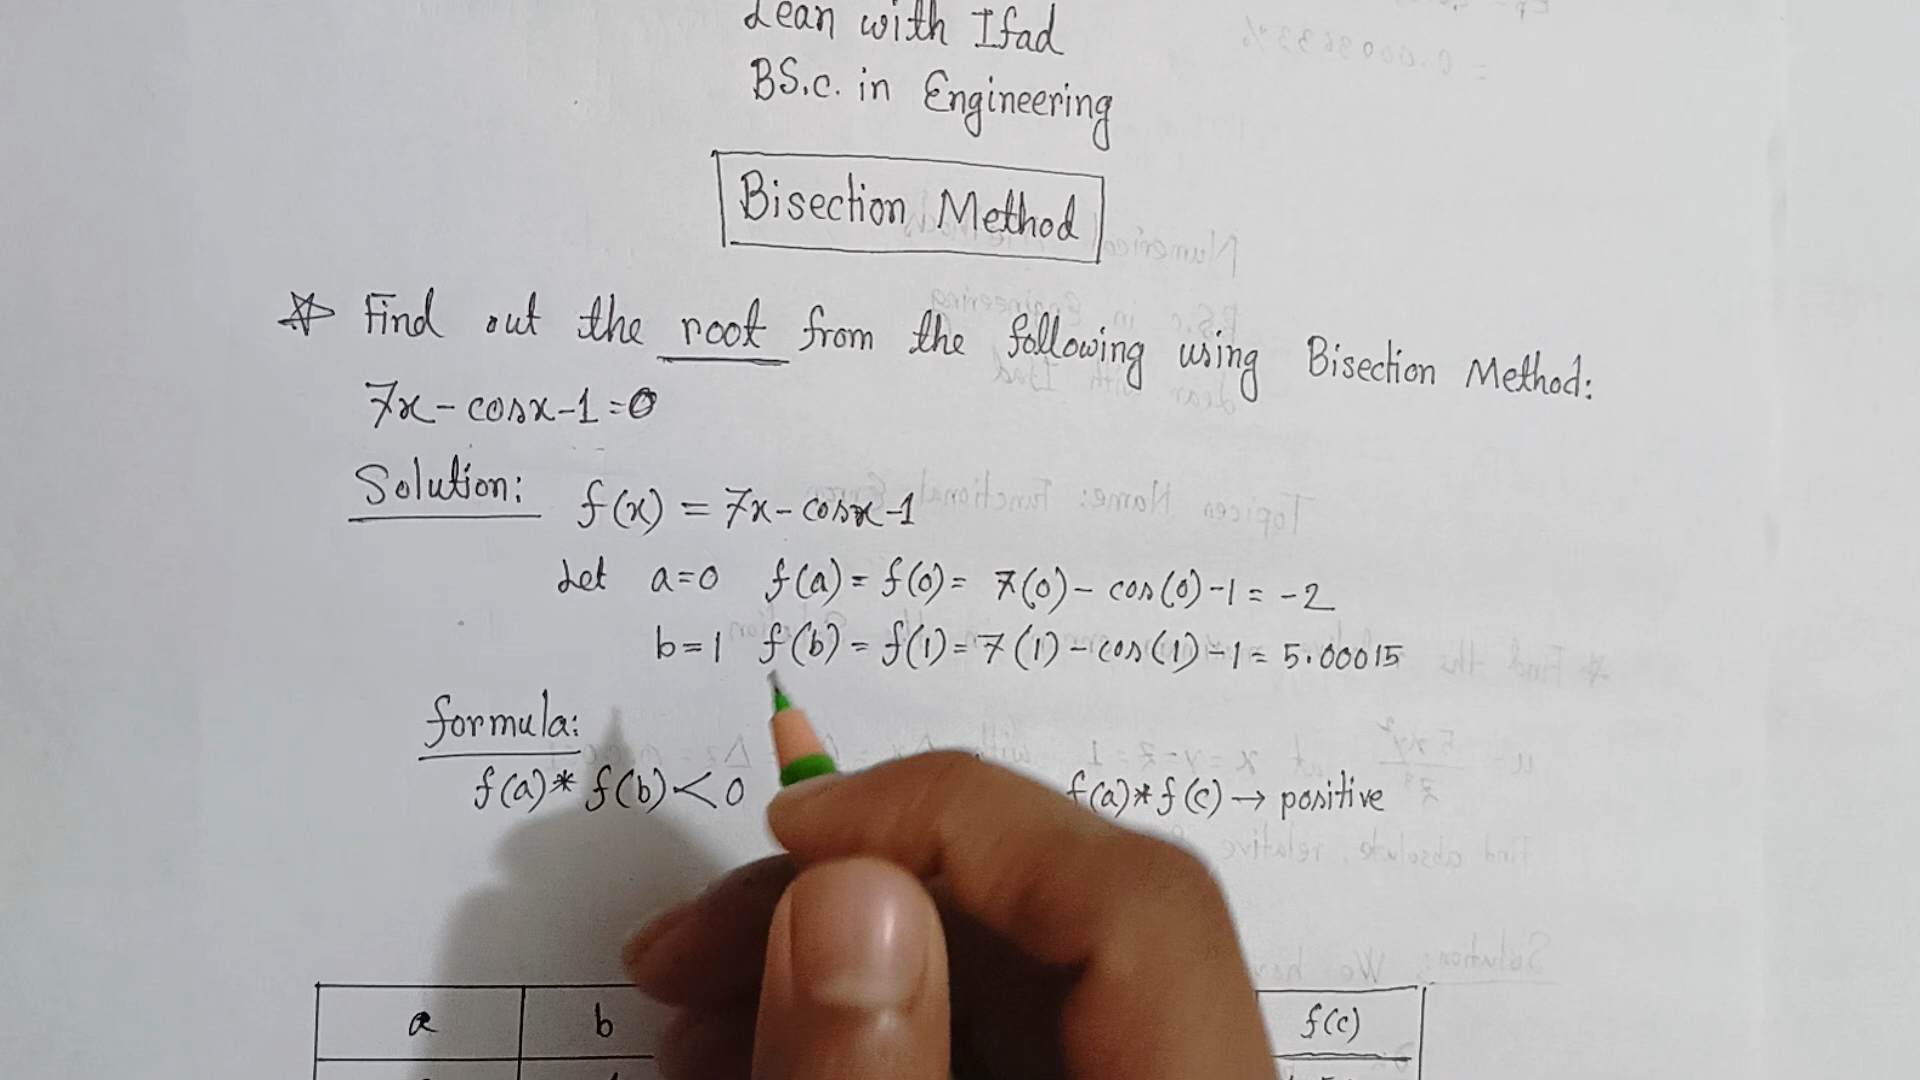 Lean with Ifad
BS.c. in Engineering
Bisection Method
☆ Find out the root from the following using Bisection Method:
7x-cosx-1=0
Solution: f(x) = 7x-cosx-1
Let a=0 f(a) = f(0) = 7(0) - cos(0) -1 = -2
b=1 f(b) = f(1) = 7(1) - cos(1) -1 = 5.00015
formula:
f(a)* f(b)<0 f(a)*f(c) → positive
a b f(c)